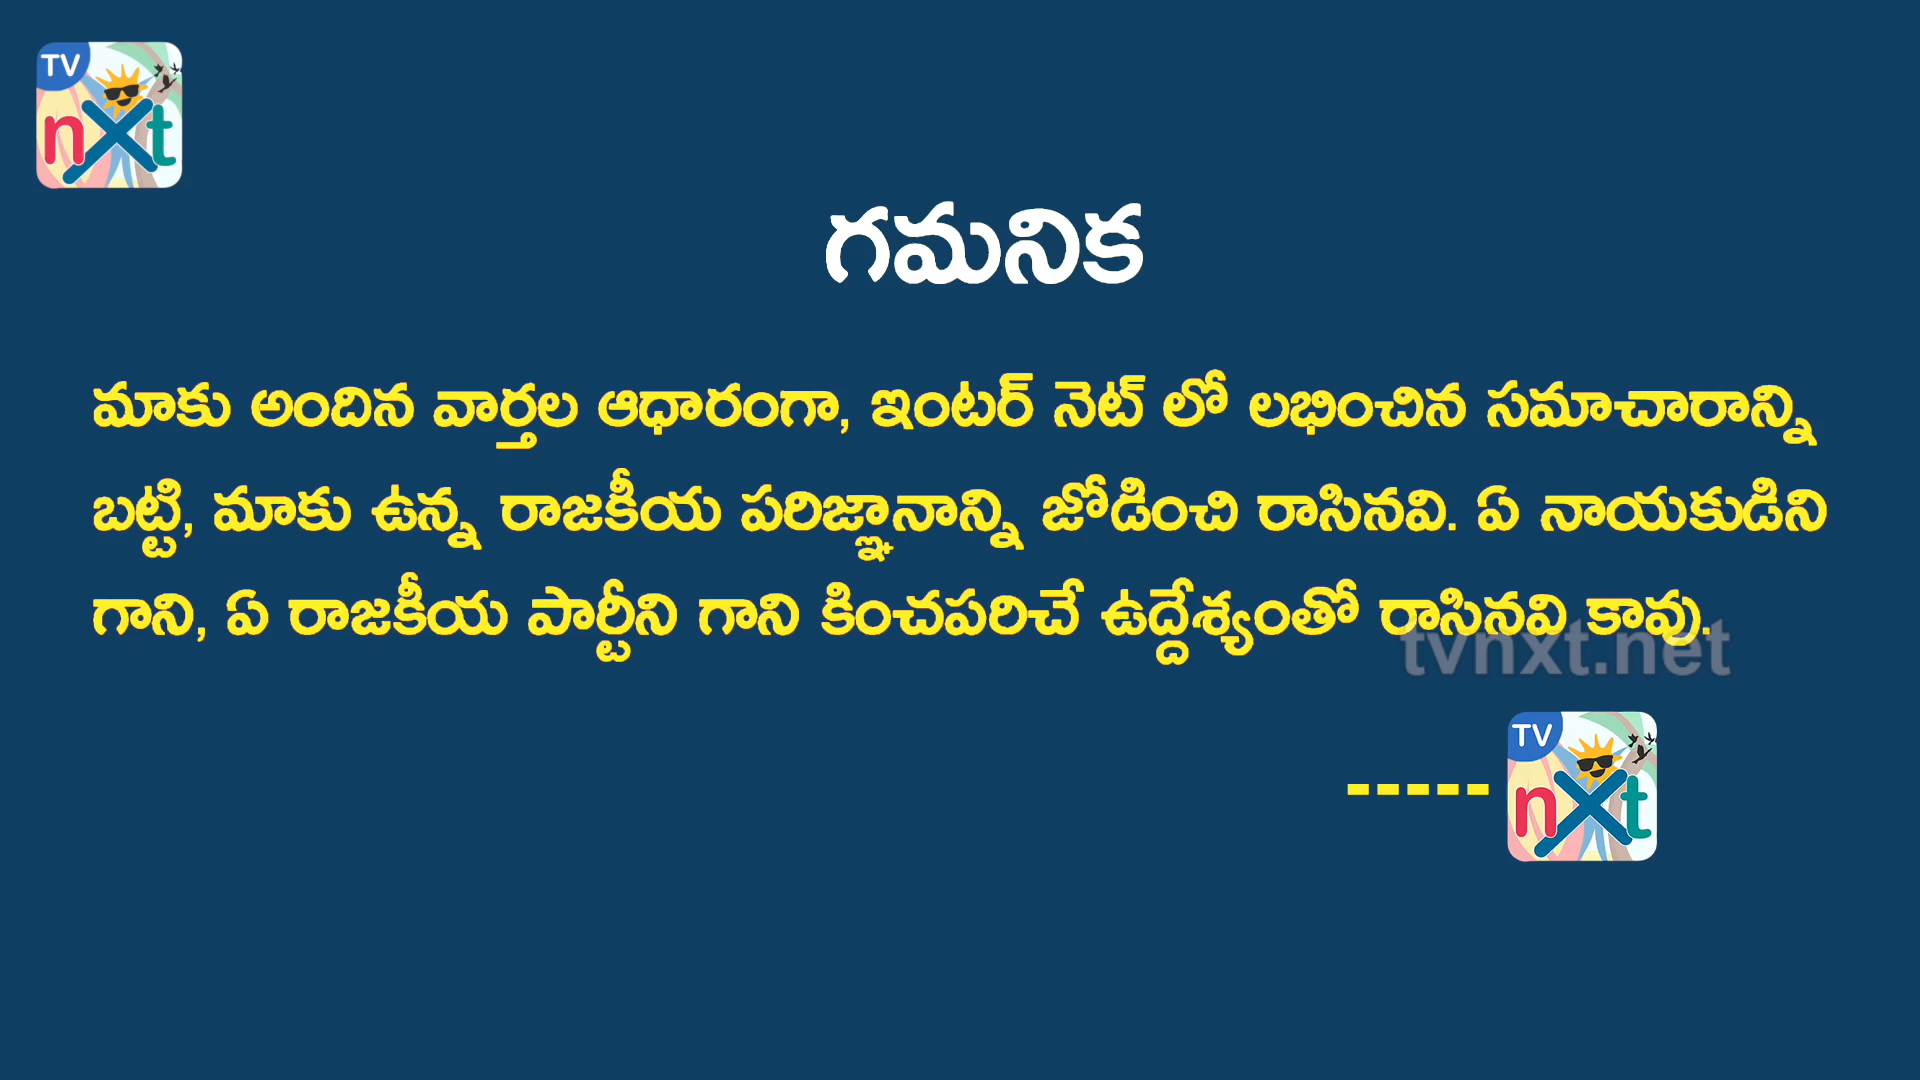 TV
nxt
గమనిక
మాకు అందిన వార్తల ఆధారంగా, ఇంటర్ నెట్ లో లభించిన సమాచారాన్ని
బట్టి, మాకు ఉన్న రాజకీయ పరిజ్ఞానాన్ని జోడించి రాసినవి. ఏ నాయకుడిని
గాని, ఏ రాజకీయ పార్టీని గాని కించపరిచే ఉద్దేశ్యంతో రాసినవి కావు.
tvnxt.net
-----
TV
nxt